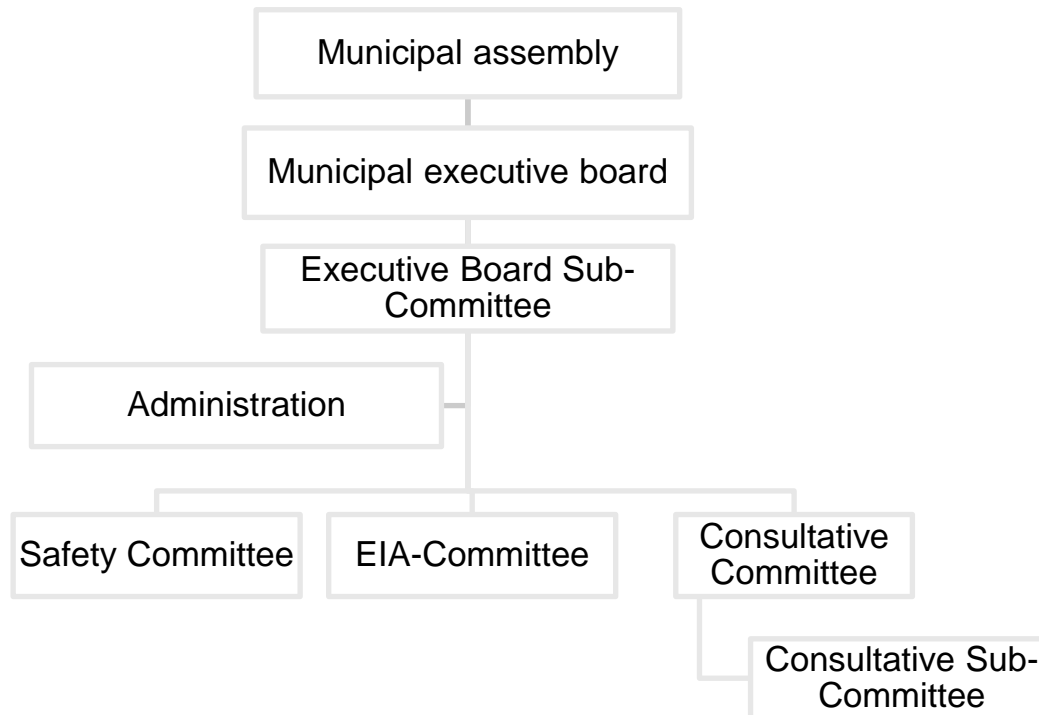 Municipal assembly
Municipal executive board
Executive Board Sub-
Committee
Administration
Safety Committee
EIA-Committee
Consultative
Committee
Consultative Sub-
Committee